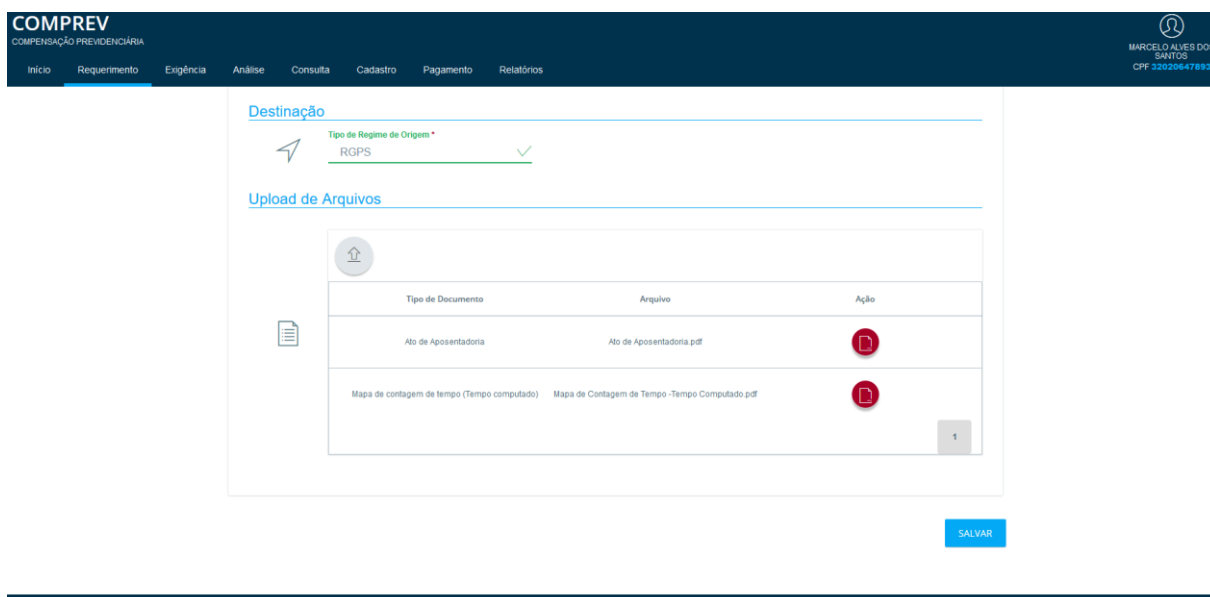 COMPREV
COMPENSAÇÃO PREVIDENCIÁRIA
MARCELO ALVES DOS
SANTOS
CPF 32020647893
Início Requerimento Exigência Análise Consulta Cadastro Pagamento Relatórios
Destinação
Tipo de Regime de Origem *
RGPS
Upload de Arquivos
Tipo de Documento Arquivo Ação
Ato de Aposentadoria Ato de Aposentadoria.pdf
Mapa de contagem de tempo (Tempo computado) Mapa de Contagem de Tempo -Tempo Computado.pdf
1
SALVAR